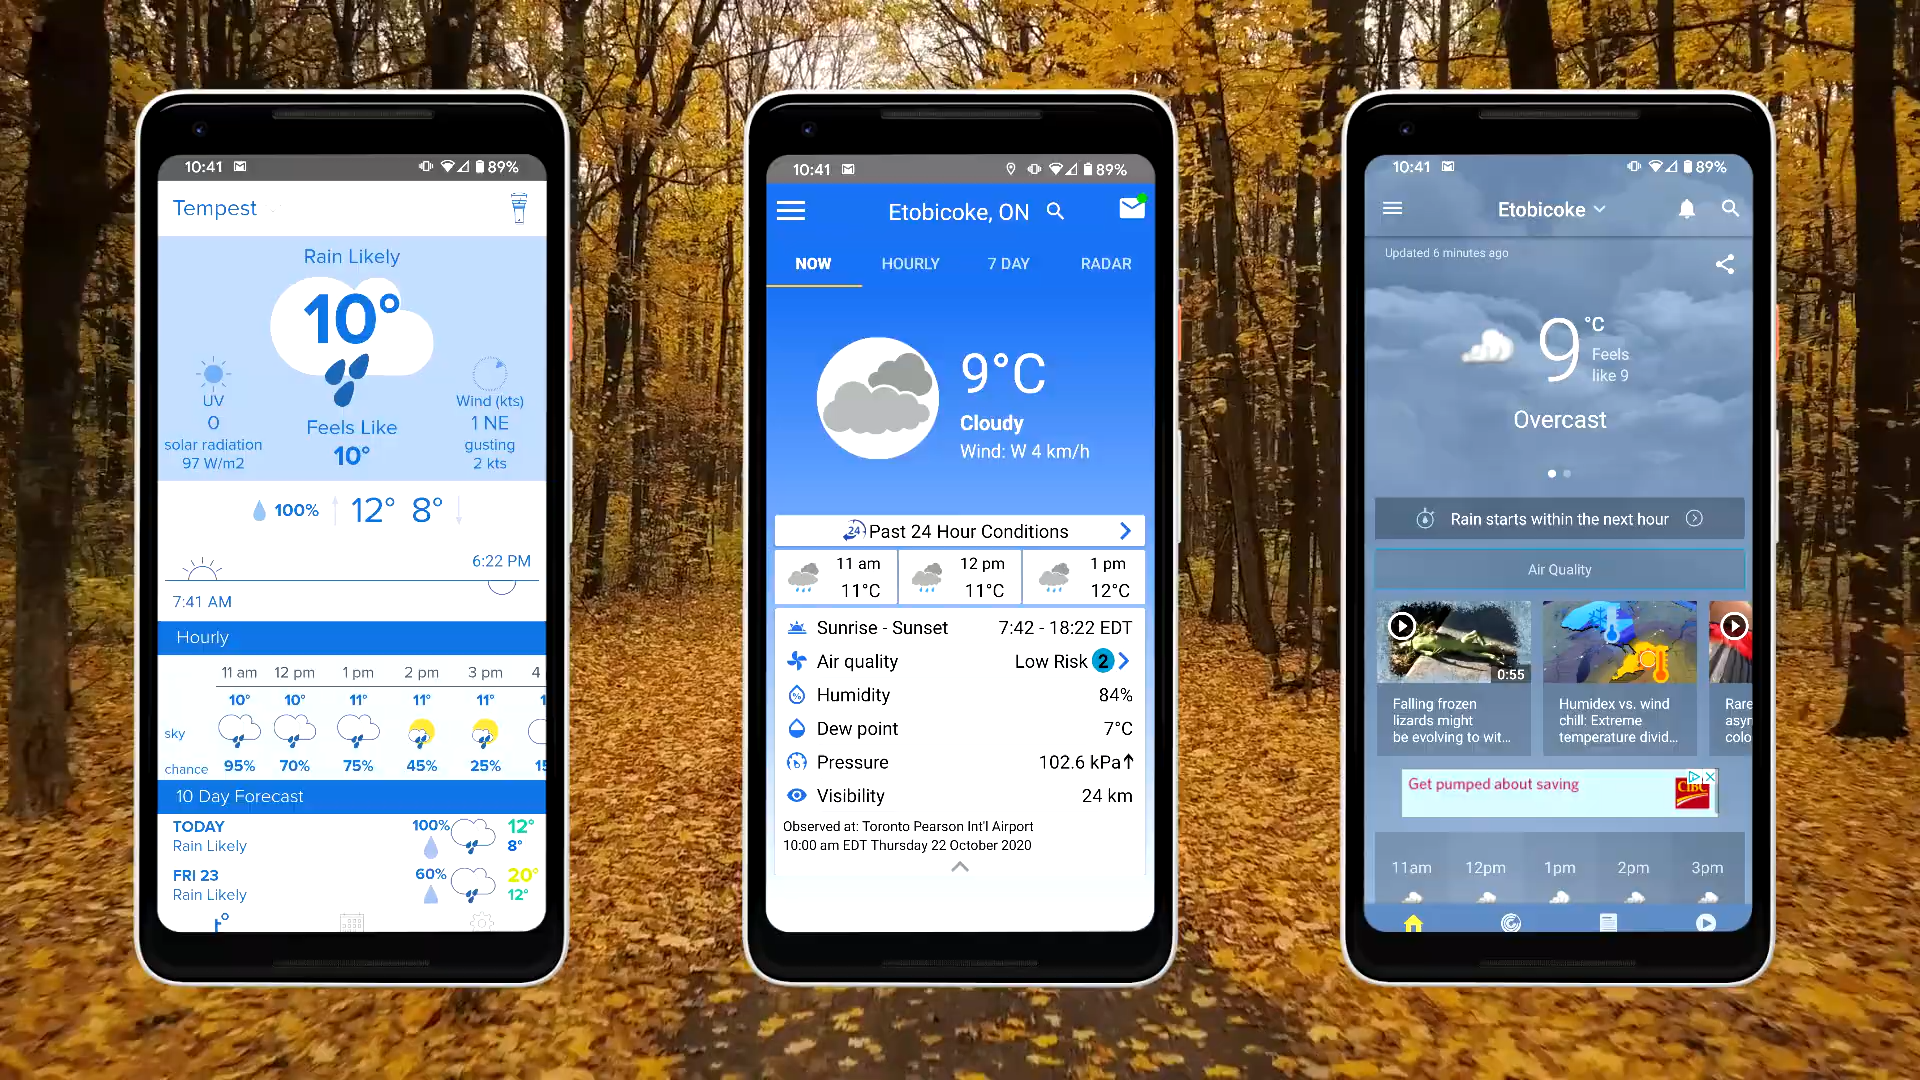 10:41
89%
Tempest
Rain Likely
10°
UV
0
solar radiation
97 W/m2
Feels Like
10°
Wind (kts)
1 NE
gusting
2 kts
100% 12° 8°
6:22 PM
7:41 AM
Hourly
11 am 12 pm 1 pm 2 pm 3 pm 4
10° 10° 11° 11° 11° 1
sky
chance 95% 70% 75% 45% 25% 15
10 Day Forecast
TODAY 100% 12°
Rain Likely 8°
FRI 23 60% 20°
Rain Likely 12°
10:41
89%
Etobicoke, ON
NOW HOURLY 7 DAY RADAR
9°C
Cloudy
Wind: W 4 km/h
24 Past 24 Hour Conditions
11 am 12 pm 1 pm
11°C 11°C 12°C
Sunrise - Sunset 7:42 - 18:22 EDT
Air quality Low Risk 2
Humidity 84%
Dew point 7°C
Pressure 102.6 kPa
Visibility 24 km
Observed at: Toronto Pearson Int'l Airport
10:00 am EDT Thursday 22 October 2020
10:41
89%
Etobicoke
Updated 6 minutes ago
9 °C
Feels
like 9
Overcast
Rain starts within the next hour
Air Quality
0:55
Falling frozen
lizards might
be evolving to wit...
Humidex vs. wind
chill: Extreme
temperature divid...
Rare
asyn
colo
Get pumped about saving
CIBC
11am 12pm 1pm 2pm 3pm